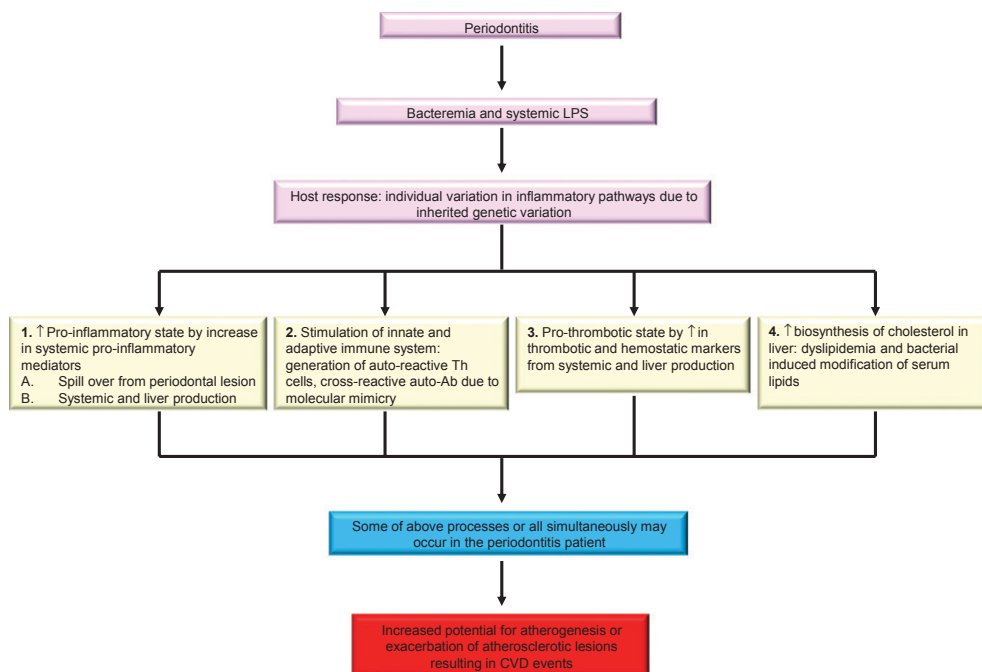 Periodontitis
Bacteremia and systemic LPS
Host response: individual variation in inflammatory pathways due to
inherited genetic variation
1. ↑ Pro-inflammatory state by increase
in systemic pro-inflammatory
mediators
A. Spill over from periodontal lesion
B. Systemic and liver production
2. Stimulation of innate and
adaptive immune system:
generation of auto-reactive Th
cells, cross-reactive auto-Ab due to
molecular mimicry
3. Pro-thrombotic state by ↑ in
thrombotic and hemostatic markers
from systemic and liver production
4. ↑ biosynthesis of cholesterol in
liver: dyslipidemia and bacterial
induced modification of serum
lipids
Some of above processes or all simultaneously may
occur in the periodontitis patient
Increased potential for atherogenesis or
exacerbation of atherosclerotic lesions
resulting in CVD events